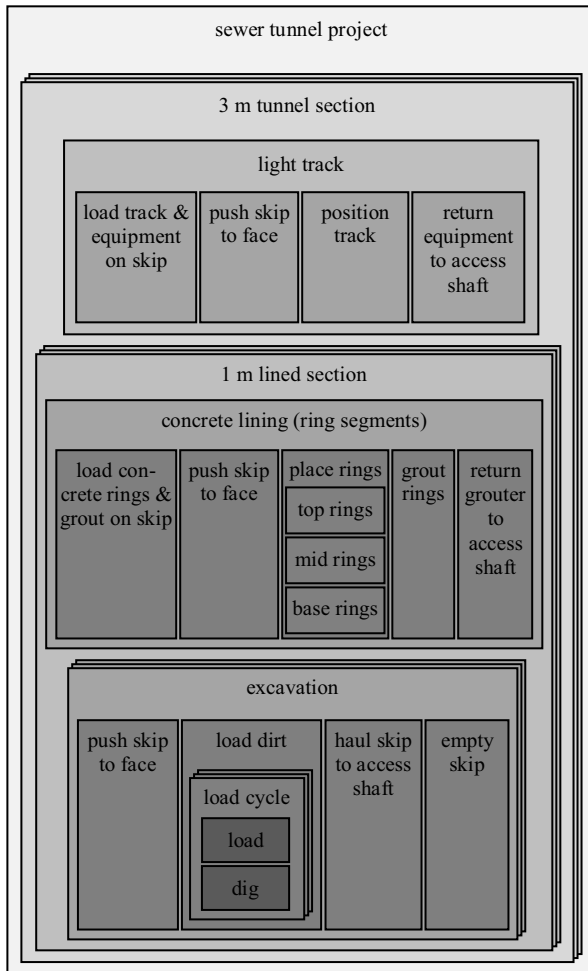 sewer tunnel project
3 m tunnel section
light track
load track &
equipment
on skip
push skip
to face
position
track
return
equipment
to access
shaft
1 m lined section
concrete lining (ring segments)
load con-
crete rings &
grout on skip
push skip
to face
place rings
top rings
mid rings
base rings
grout
rings
return
grouter
to
access
shaft
excavation
push skip
to face
load dirt
load cycle
load
dig
haul skip
to access
shaft
empty
skip